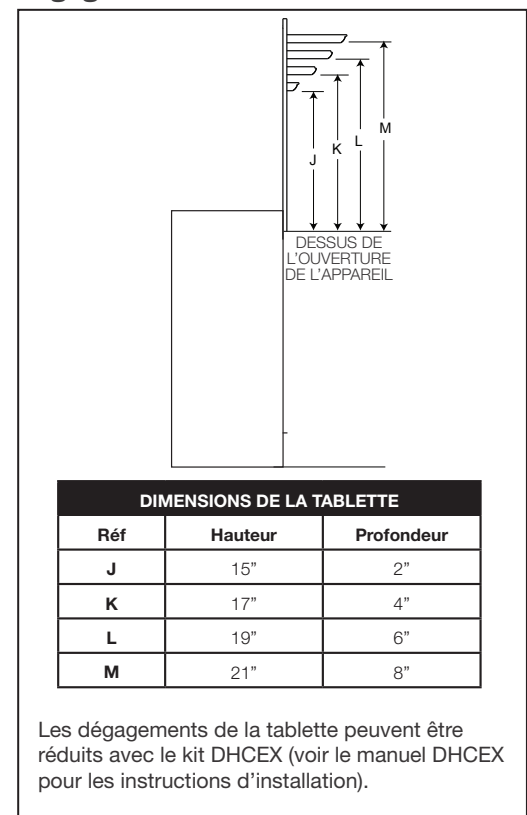 J
K
L
M
DESSUS DE
L'OUVERTURE
DE L'APPAREIL
DIMENSIONS DE LA TABLETTE
Réf Hauteur Profondeur
J 15” 2”
K 17” 4”
L 19” 6”
M 21” 8”
Les dégagements de la tablette peuvent être
réduits avec le kit DHCEX (voir le manuel DHCEX
pour les instructions d’installation).